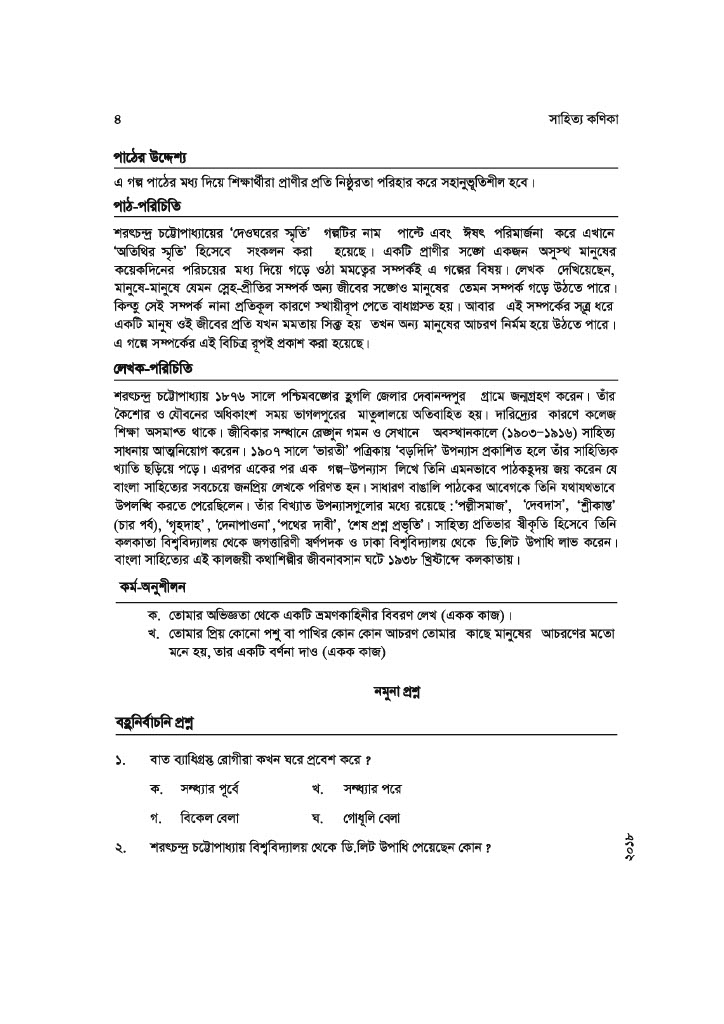 ৪ সাহিত্য কণিকা
পাঠের উদ্দেশ্য
এ গল্প পাঠের মধ্য দিয়ে শিক্ষার্থীরা প্রাণীর প্রতি নিষ্ঠুরতা পরিহার করে সহানুভূতিশীল হবে।
পাঠ-পরিচিতি
শরৎচন্দ্র চট্টোপাধ্যায়ের ‘দেওঘরের স্মৃতি’ গল্পটির নাম পাল্টে এবং ঈষৎ পরিমার্জনা করে এখানে
‘অতিথির স্মৃতি’ হিসেবে সংকলন করা হয়েছে। একটি প্রাণীর সঙ্গে একজন অসুস্থ মানুষের
কয়েকদিনের পরিচয়ের মধ্য দিয়ে গড়ে ওঠা মমত্বের সম্পর্কই এ গল্পের বিষয়। লেখক দেখিয়েছেন,
মানুষে-মানুষে যেমন স্নেহ-প্রীতির সম্পর্ক অন্য জীবের সঙ্গেও মানুষের তেমন সম্পর্ক গড়ে উঠতে পারে।
কিন্তু সেই সম্পর্ক নানা প্রতিকূল কারণে স্থায়ীরূপ পেতে বাধাগ্রস্ত হয়। আবার এই সম্পর্কের সূত্র ধরে
একটি মানুষ ওই জীবের প্রতি যখন মমতায় সিক্ত হয় তখন অন্য মানুষের আচরণ নির্মম হয়ে উঠতে পারে।
এ গল্পে সম্পর্কের এই বিচিত্র রূপই প্রকাশ করা হয়েছে।
লেখক-পরিচিতি
শরৎচন্দ্র চট্টোপাধ্যায় ১৮৭৬ সালে পশ্চিমবঙ্গের হুগলি জেলার দেবানন্দপুর গ্রামে জন্মগ্রহণ করেন। তাঁর
কৈশোর ও যৌবনের অধিকাংশ সময় ভাগলপুরের মাতুলালয়ে অতিবাহিত হয়। দারিদ্র্যের কারণে কলেজ
শিক্ষা অসমাপ্ত থাকে। জীবিকার সন্ধানে রেঙ্গুন গমন ও সেখানে অবস্থানকালে (১৯০৩–১৯১৬) সাহিত্য
সাধনায় আত্মনিয়োগ করেন। ১৯০৭ সালে ‘ভারতী’ পত্রিকায় ‘বড়দিদি’ উপন্যাস প্রকাশিত হলে তাঁর সাহিত্যিক
খ্যাতি ছড়িয়ে পড়ে। এরপর একের পর এক গল্প–উপন্যাস লিখে তিনি এমনভাবে পাঠকহৃদয় জয় করেন যে
বাংলা সাহিত্যের সবচেয়ে জনপ্রিয় লেখকে পরিণত হন। সাধারণ বাঙালি পাঠকের আবেগকে তিনি যথাযথভাবে
উপলব্ধি করতে পেরেছিলেন। তাঁর বিখ্যাত উপন্যাসগুলোর মধ্যে রয়েছে :‘পল্লীসমাজ’, ‘দেবদাস’, ‘শ্রীকান্ত’
(চার পর্ব), ‘গৃহদাহ’ , ‘দেনাপাওনা’,‘পথের দাবী’, ‘শেষ প্রশ্ন প্রভৃতি’। সাহিত্য প্রতিভার স্বীকৃতি হিসেবে তিনি
কলকাতা বিশ্ববিদ্যালয় থেকে জগত্তারিণী স্বর্ণপদক ও ঢাকা বিশ্ববিদ্যালয় থেকে ডি.লিট উপাধি লাভ করেন।
বাংলা সাহিত্যের এই কালজয়ী কথাশিল্পীর জীবনাবসান ঘটে ১৯৩৮ খ্রিষ্টাব্দে কলকাতায়।
কর্ম-অনুশীলন
ক. তোমার অভিজ্ঞতা থেকে একটি ভ্রমণকাহিনীর বিবরণ লেখ (একক কাজ)।
খ. তোমার প্রিয় কোনো পশু বা পাখির কোন কোন আচরণ তোমার কাছে মানুষের আচরণের মতো
মনে হয়, তার একটি বর্ণনা দাও (একক কাজ)
নমুনা প্রশ্ন
বহুনির্বাচনি প্রশ্ন
১. বাত ব্যাধিগ্রস্ত রোগীরা কখন ঘরে প্রবেশ করে ?
ক. সন্ধ্যার পূর্বে খ. সন্ধ্যার পরে
গ. বিকেল বেলা ঘ. গোধূলি বেলা
২. শরৎচন্দ্র চট্টোপাধ্যায় বিশ্ববিদ্যালয় থেকে ডি.লিট উপাধি পেয়েছেন কোন ?
২০১৮